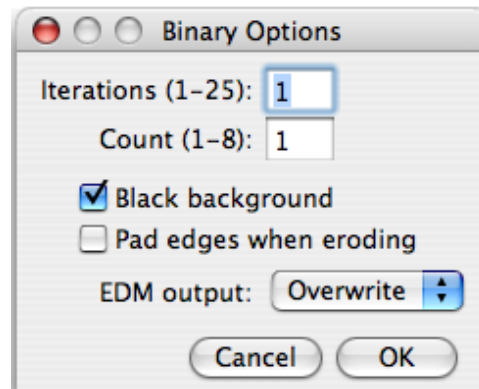 Binary Options
Iterations (1-25): 1
Count (1-8): 1
Black background
Pad edges when eroding
EDM output: Overwrite
Cancel OK